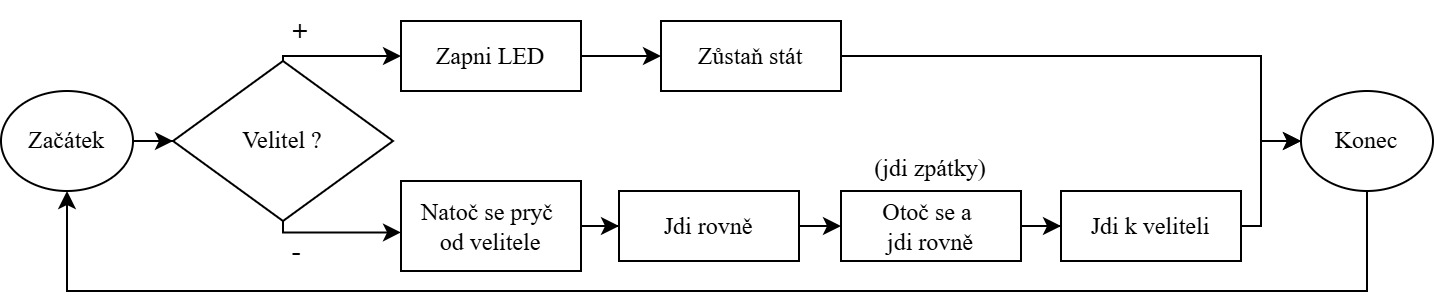 +
Zapni LED
Zůstaň stát
Začátek
Velitel ?
Konec
(jdi zpátky)
Natoč se pryč
od velitele
Jdi rovně
Otoč se a
jdi rovně
Jdi k veliteli
-